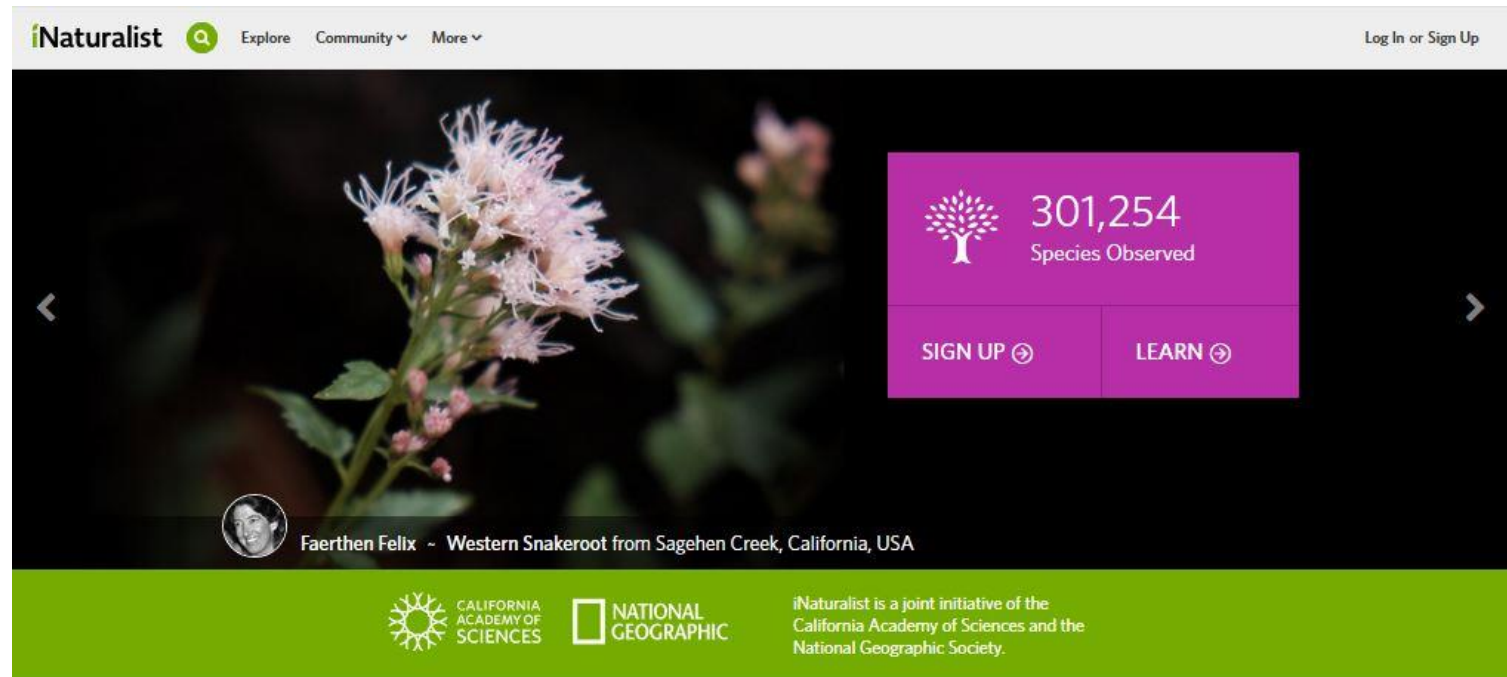 iNaturalist Explore Community More Log In or Sign Up
301,254
Species Observed
SIGN UP LEARN
Faerthen Felix ~ Western Snakeroot from Sagehen Creek, California, USA
CALIFORNIA
ACADEMY OF
SCIENCES
NATIONAL
GEOGRAPHIC
iNaturalist is a joint initiative of the
California Academy of Sciences and the
National Geographic Society.